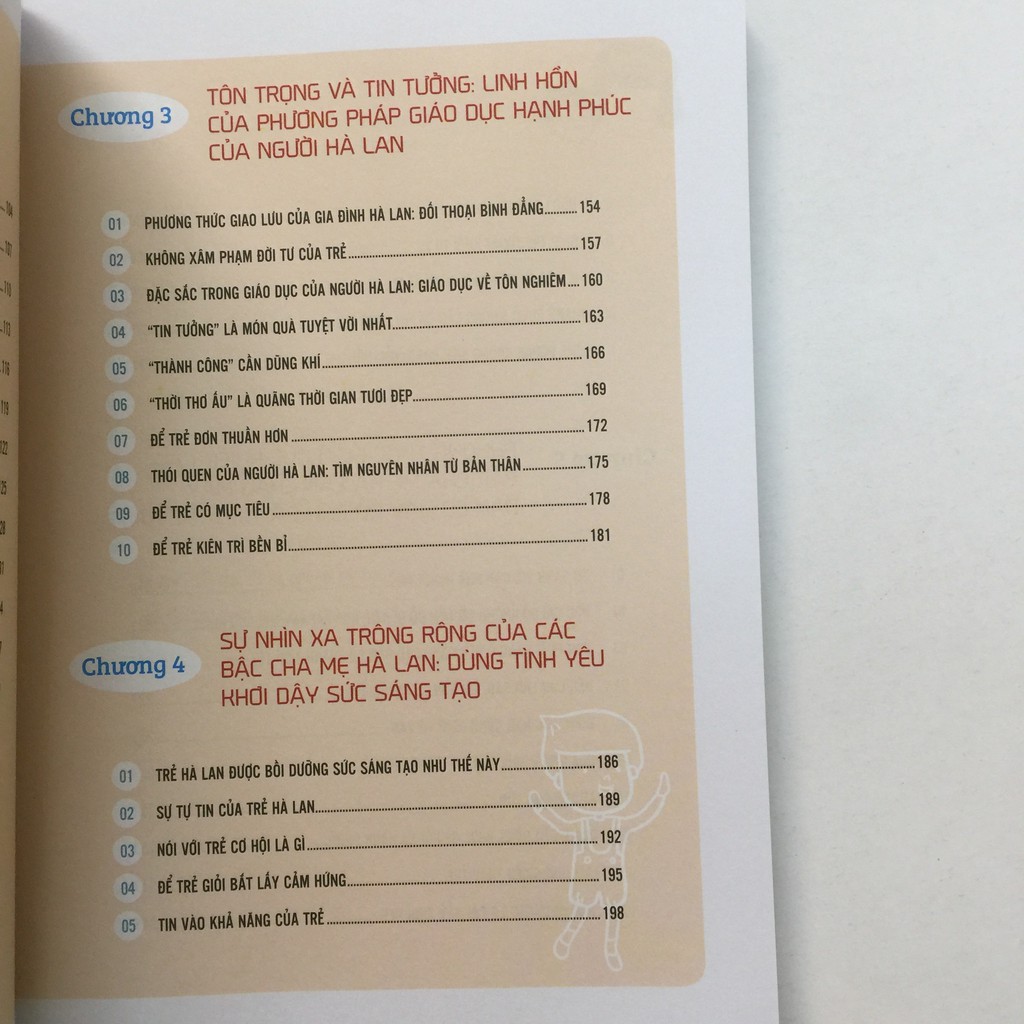 Chương 3
TÔN TRỌNG VÀ TIN TƯỞNG: LINH HỒN
CỦA PHƯƠNG PHÁP GIÁO DỤC HẠNH PHÚC
CỦA NGƯỜI HÀ LAN
01 PHƯƠNG THỨC GIAO LƯU CỦA GIA ĐÌNH HÀ LAN: ĐỐI THOẠI BÌNH ĐẲNG..........154
02 KHÔNG XÂM PHẠM ĐỜI TƯ CỦA TRẺ..........157
03 ĐẶC SẮC TRONG GIÁO DỤC CỦA NGƯỜI HÀ LAN: GIÁO DỤC VỀ TÔN NGHIÊM....160
04 “TIN TƯỞNG” LÀ MÓN QUÀ TUYỆT VỜI NHẤT..........163
05 “THÀNH CÔNG” CẦN DŨNG KHÍ..........166
06 “THỜI THƠ ẤU” LÀ QUÃNG THỜI GIAN TƯƠI ĐẸP..........169
07 ĐỂ TRẺ ĐƠN THUẦN HƠN..........172
08 THÓI QUEN CỦA NGƯỜI HÀ LAN: TÌM NGUYÊN NHÂN TỪ BẢN THÂN..........175
09 ĐỂ TRẺ CÓ MỤC TIÊU..........178
10 ĐỂ TRẺ KIÊN TRÌ BỀN BỈ..........181
Chương 4
SỰ NHÌN XA TRÔNG RỘNG CỦA CÁC
BẬC CHA MẸ HÀ LAN: DÙNG TÌNH YÊU
KHƠI DẬY SỨC SÁNG TẠO
01 TRẺ HÀ LAN ĐƯỢC BỒI DƯỠNG SỨC SÁNG TẠO NHƯ THẾ NÀY..........186
02 SỰ TỰ TIN CỦA TRẺ HÀ LAN..........189
03 NÓI VỚI TRẺ CƠ HỘI LÀ GÌ..........192
04 ĐỂ TRẺ GIỎI BẮT LẤY CẢM HỨNG..........195
05 TIN VÀO KHẢ NĂNG CỦA TRẺ..........198